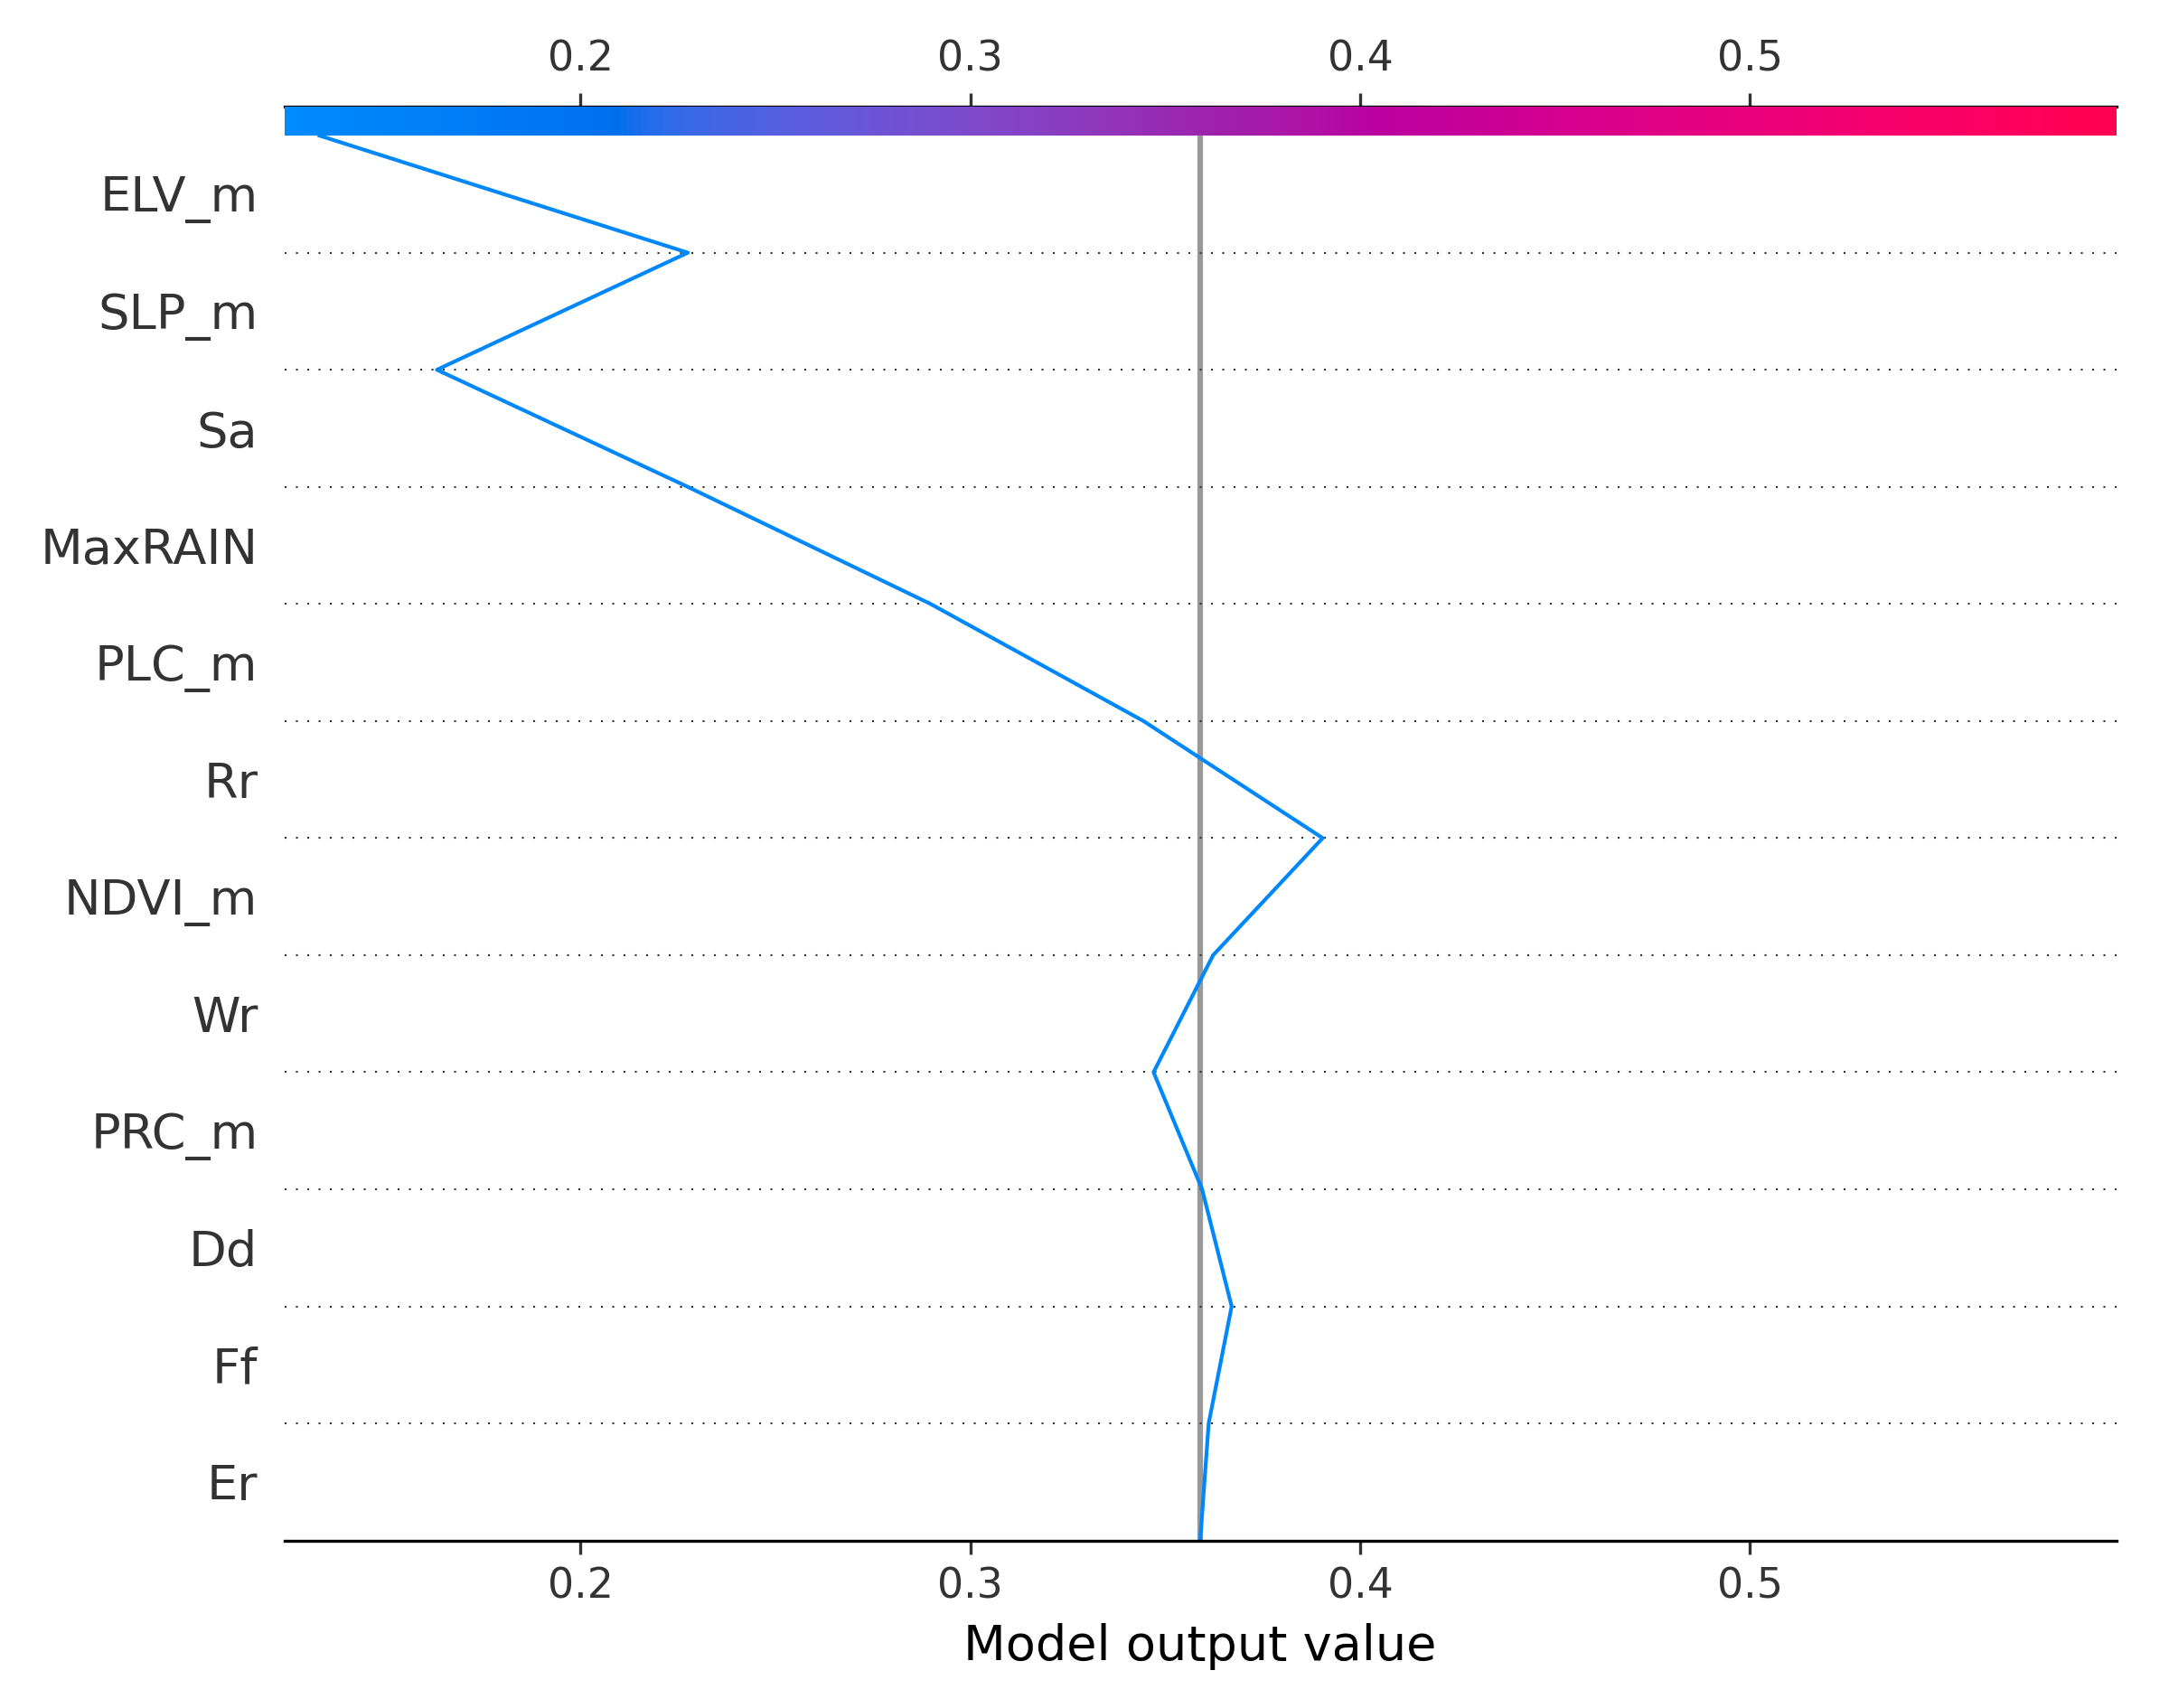 0.2 0.3 0.4 0.5
ELV_m
SLP_m
Sa
MaxRAIN
PLC_m
Rr
NDVI_m
Wr
PRC_m
Dd
Ff
Er
0.2 0.3 0.4 0.5
Model output value